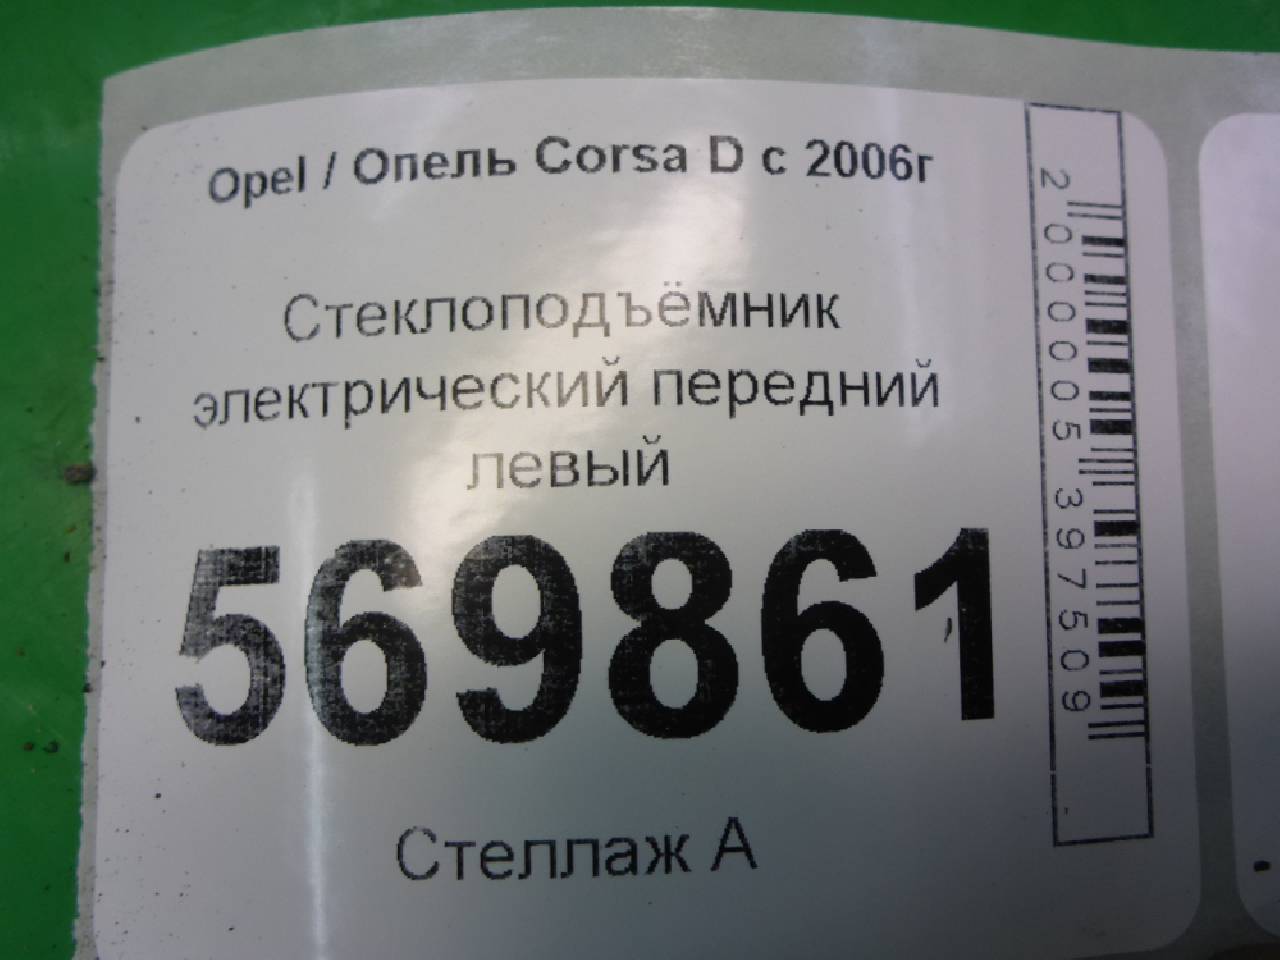 Opel / Опель Corsa D с 2006г
Стеклоподъёмник
электрический передний
левый
569861
Стеллаж А
2000005397509